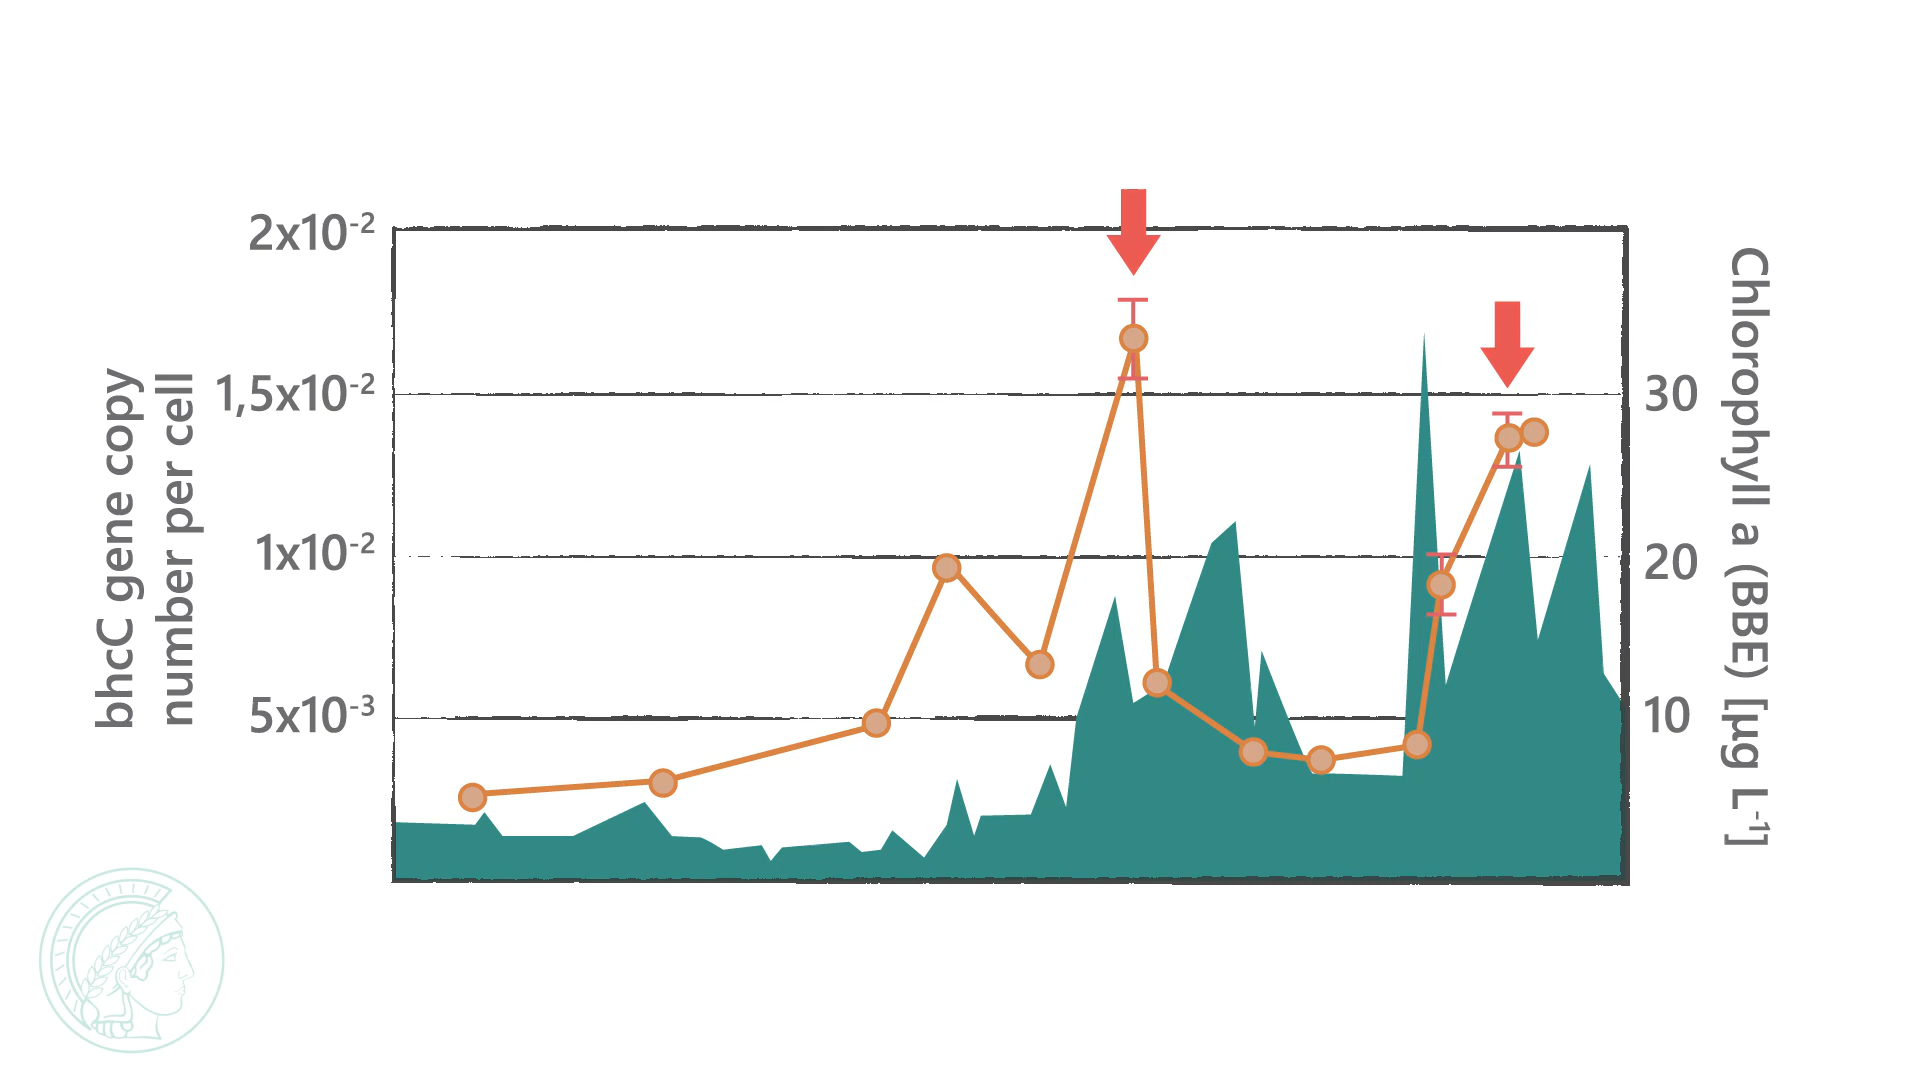 2x10⁻²
1,5x10⁻²
1x10⁻²
5x10⁻³
bhcC gene copy
number per cell
30
20
10
Chlorophyll a (BBE) [µg L⁻¹]